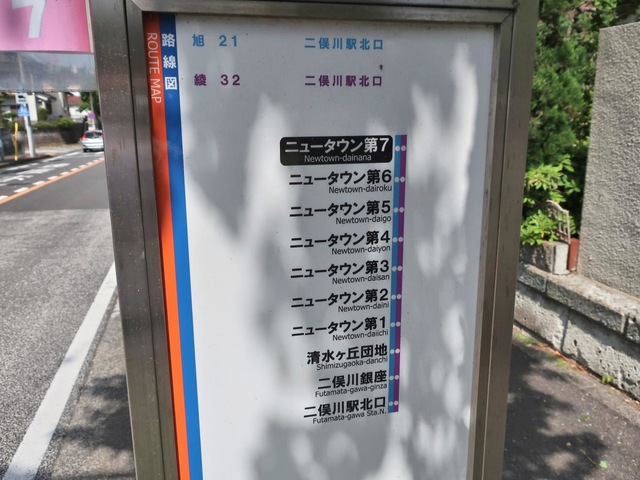 7
路線図
ROUTE MAP
旭 21 二俣川駅北口
綾 32 二俣川駅北口
ニュータウン第7
Newtown-dainana
ニュータウン第6
Newtown-dairoku
ニュータウン第5
Newtown-daigo
ニュータウン第4
Newtown-daiyon
ニュータウン第3
Newtown-daisan
ニュータウン第2
Newtown-daini
ニュータウン第1
Newtown-daiichi
清水ヶ丘団地
Shimizugaoka-danchi
二俣川銀座
Futamata-gawa-ginza
二俣川駅北口
Futamata-gawa Sta.N.